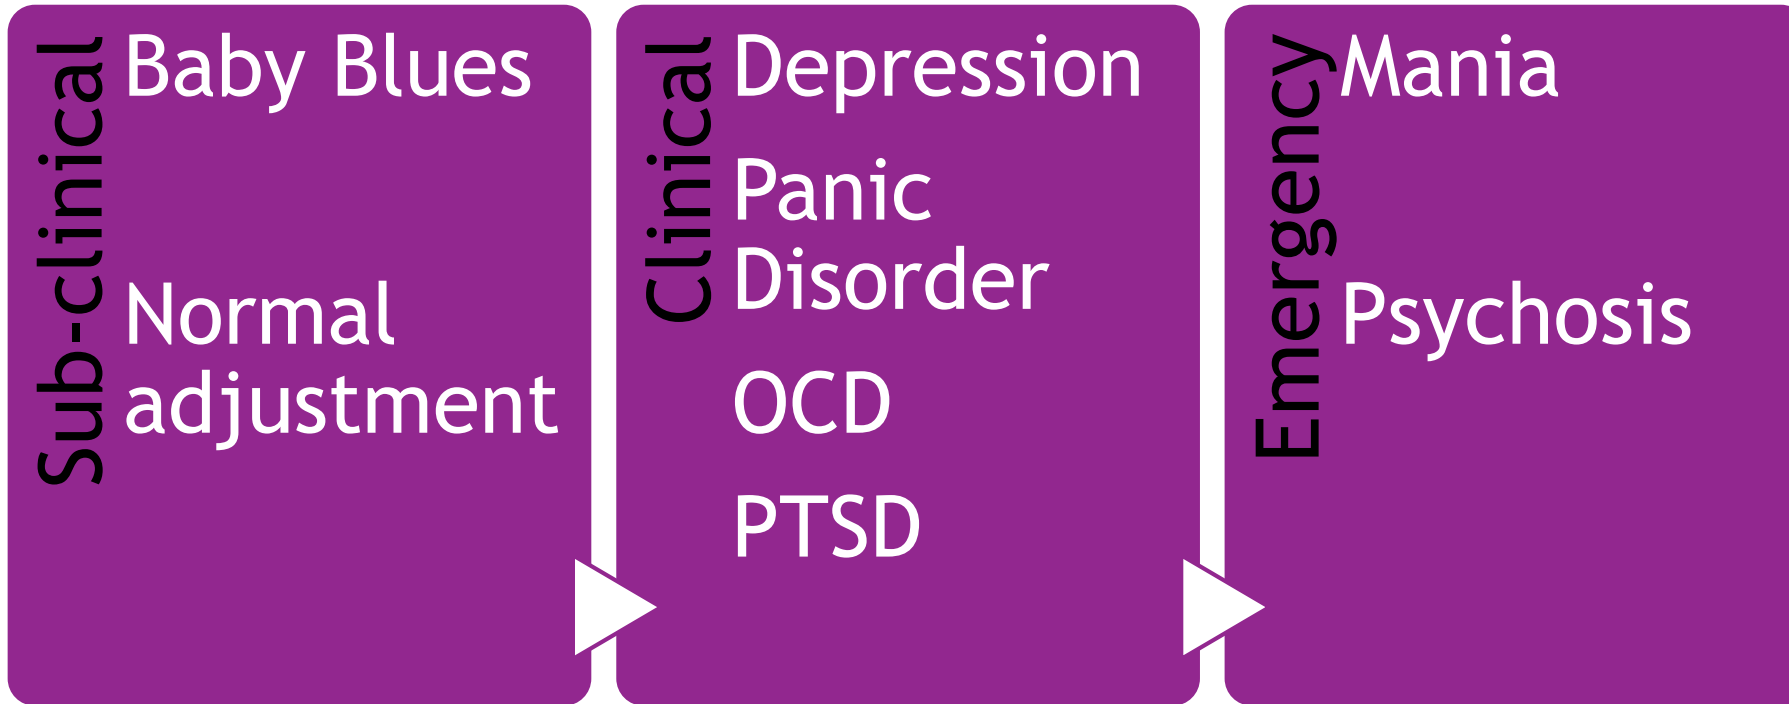 Sub-clinical
Baby Blues
Normal
adjustment
Clinical
Depression
Panic
Disorder
OCD
PTSD
Emergency
Mania
Psychosis